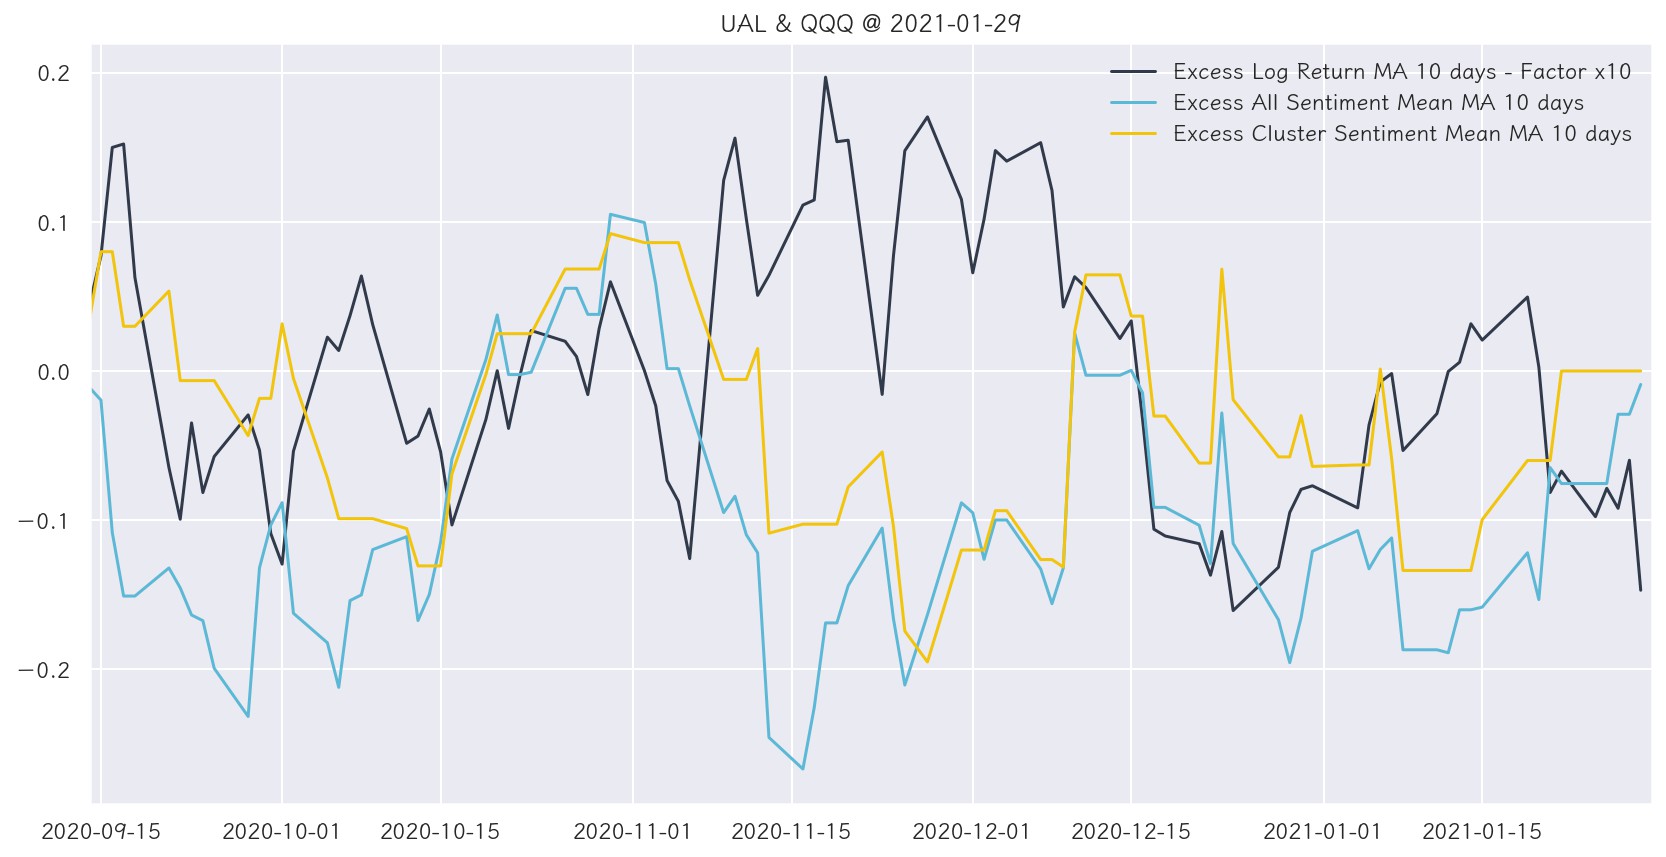 UAL & QQQ @ 2021-01-29
Excess Log Return MA 10 days - Factor x10
Excess All Sentiment Mean MA 10 days
Excess Cluster Sentiment Mean MA 10 days
0.2
0.1
0.0
−0.1
−0.2
2020-09-15 2020-10-01 2020-10-15 2020-11-01 2020-11-15 2020-12-01 2020-12-15 2021-01-01 2021-01-15